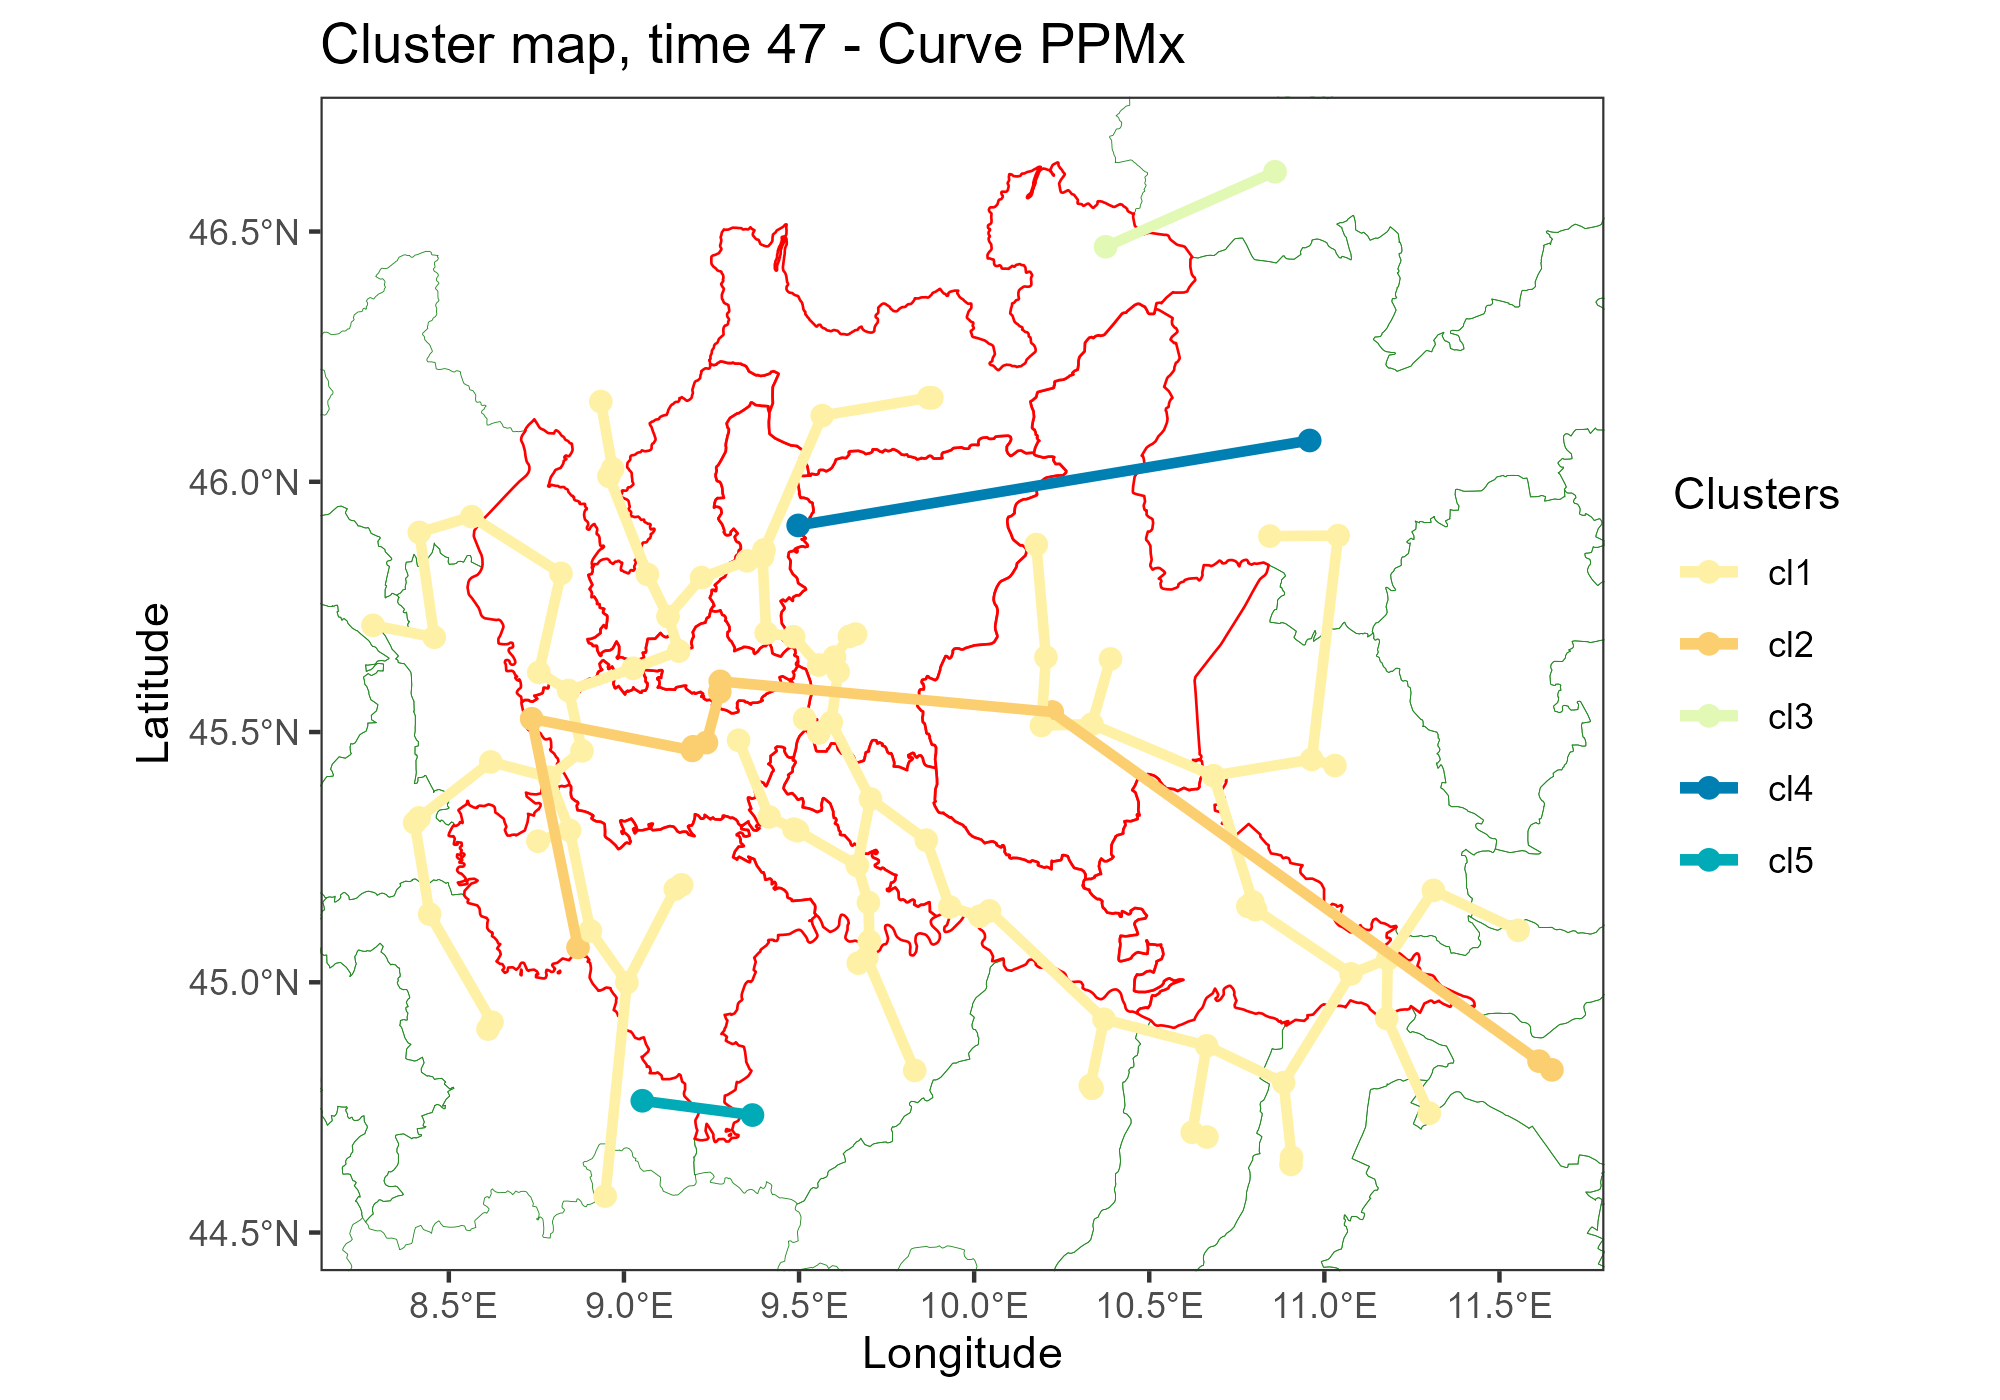 Cluster map, time 47 - Curve PPMx
46.5°N
46.0°N
45.5°N
45.0°N
44.5°N
Latitude
8.5°E 9.0°E 9.5°E 10.0°E 10.5°E 11.0°E 11.5°E
Longitude
Clusters
cl1
cl2
cl3
cl4
cl5